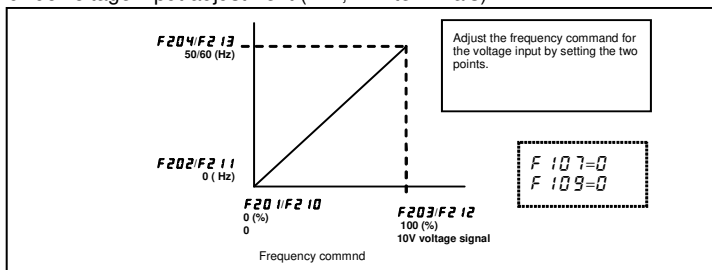 F204/F213
50/60 (Hz)
Adjust the frequency command for
the voltage input by setting the two
points.
F202/F211
0 ( Hz)
F107=0
F109=0
F201/F210
0 (%)
0
F203/F212
100 (%)
10V voltage signal
Frequency commnd